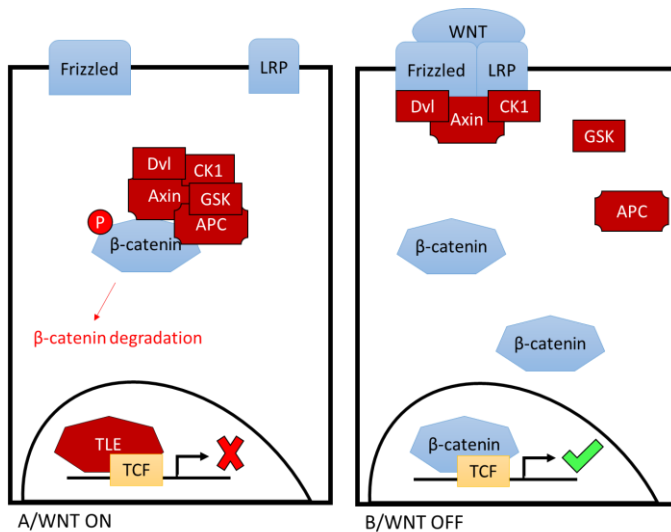 Frizzled
LRP
Dvl
CK1
Axin
GSK
APC
P
β-catenin
β-catenin degradation
TLE
TCF
A/WNT ON
WNT
Frizzled
LRP
Dvl
CK1
Axin
GSK
APC
β-catenin
β-catenin
β-catenin
TCF
B/WNT OFF